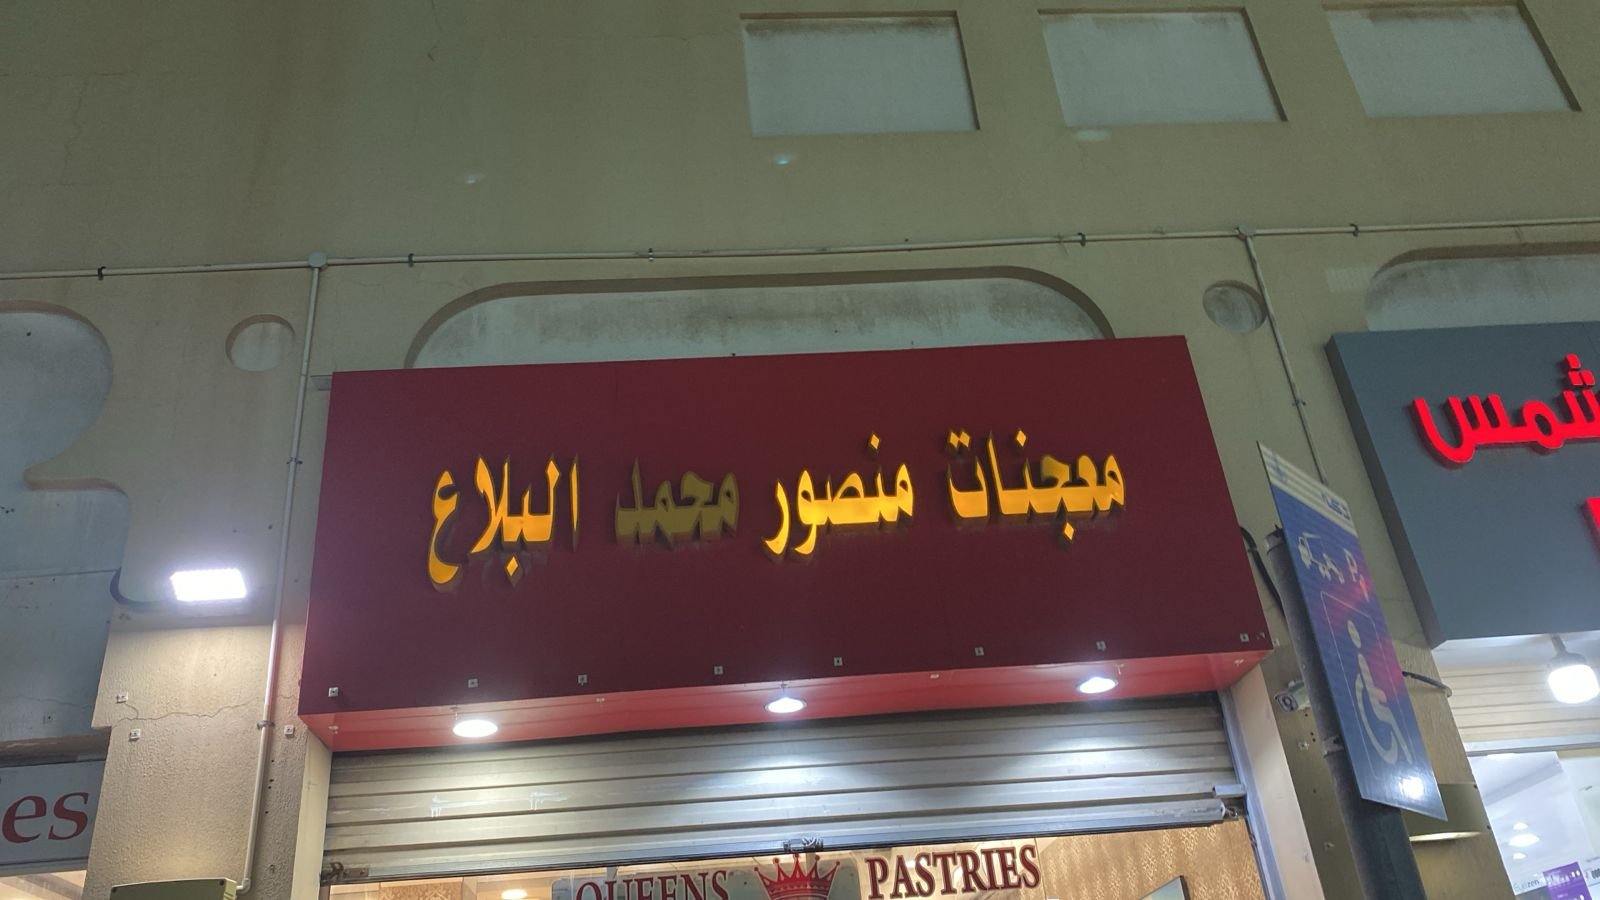 معجنات منصور محمد البلاع
شمس
QUEENS PASTRIES
es